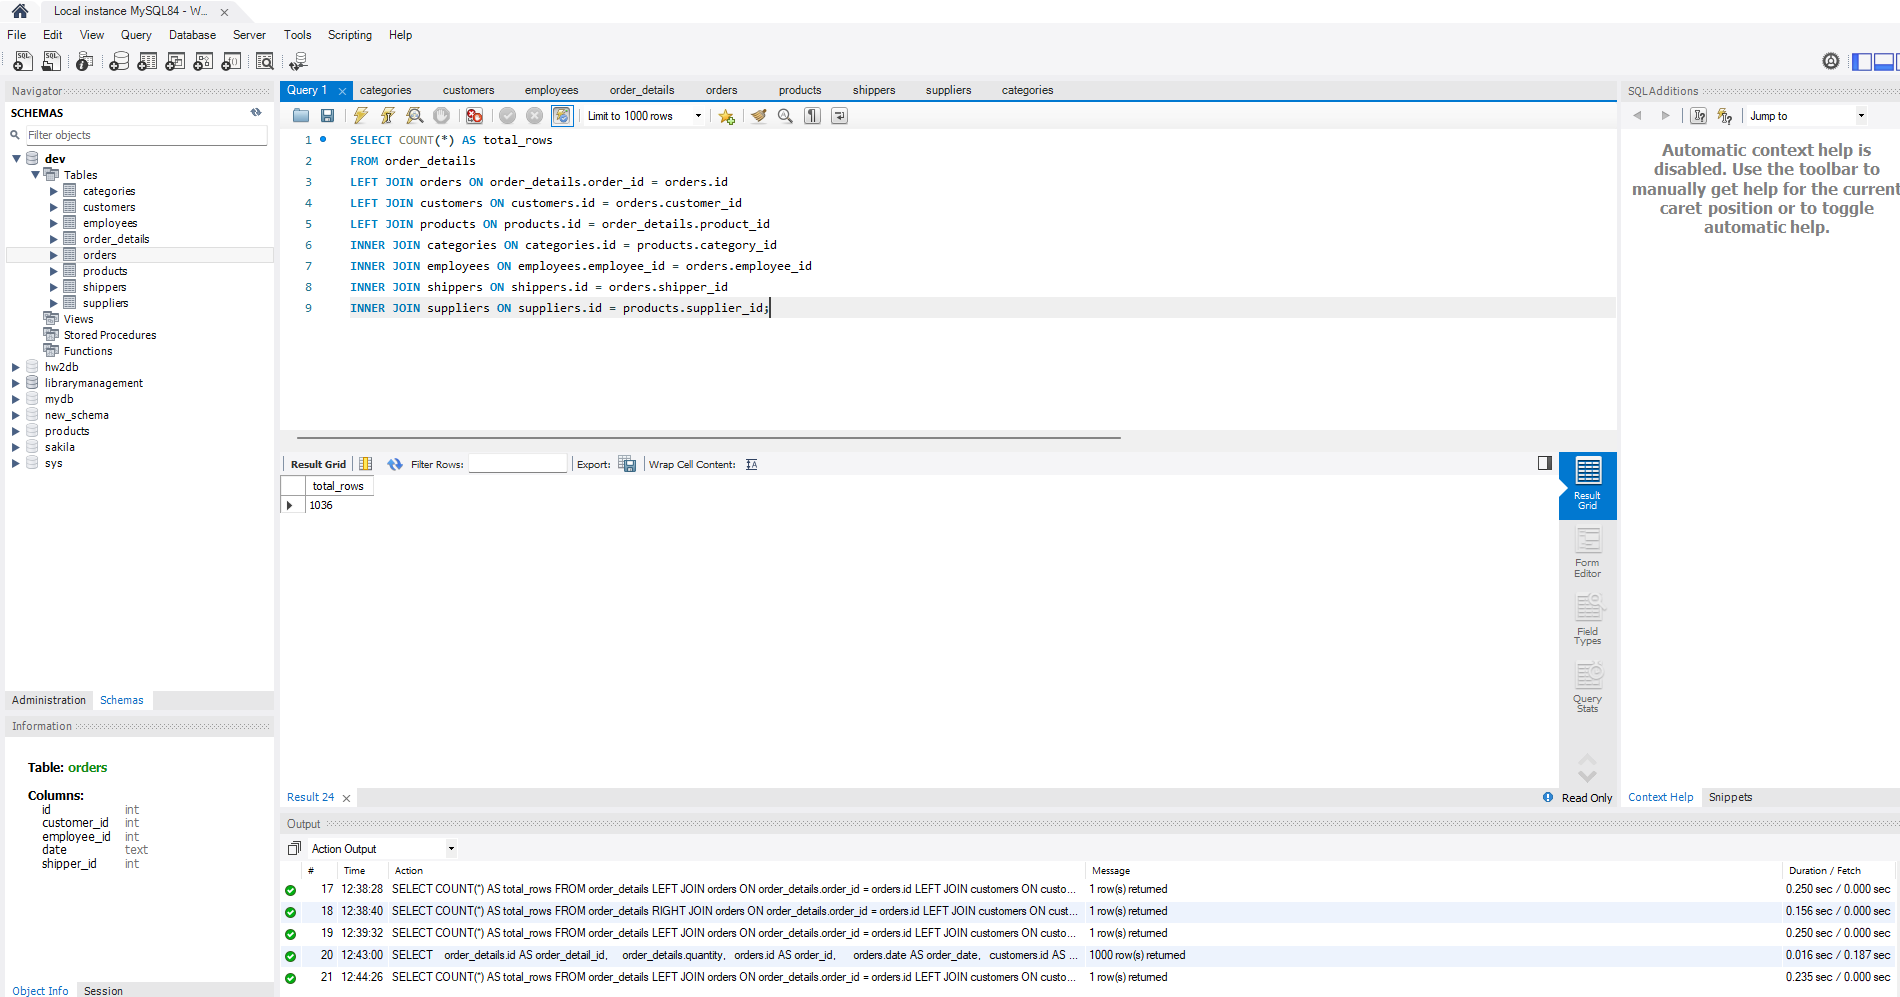 Local instance MySQL84 - W...
File Edit View Query Database Server Tools Scripting Help
Navigator
SCHEMAS
Filter objects
dev
Tables
categories
customers
employees
order_details
orders
products
shippers
suppliers
Views
Stored Procedures
Functions
hw2db
librarymanagement
mydb
new_schema
products
sakila
sys
Administration Schemas
Information
Table: orders
Columns:
id int
customer_id int
employee_id int
date text
shipper_id int
Object Info Session
Query 1 categories customers employees order_details orders products shippers suppliers categories
Limit to 1000 rows
1 SELECT COUNT(*) AS total_rows
2 FROM order_details
3 LEFT JOIN orders ON order_details.order_id = orders.id
4 LEFT JOIN customers ON customers.id = orders.customer_id
5 LEFT JOIN products ON products.id = order_details.product_id
6 INNER JOIN categories ON categories.id = products.category_id
7 INNER JOIN employees ON employees.employee_id = orders.employee_id
8 INNER JOIN shippers ON shippers.id = orders.shipper_id
9 INNER JOIN suppliers ON suppliers.id = products.supplier_id;
Result Grid Filter Rows: Export: Wrap Cell Content:
total_rows
1036
Result
Grid
Form
Editor
Field
Types
Query
Stats
Result 24
Read Only
SQLAdditions
Jump to
Automatic context help is
disabled. Use the toolbar to
manually get help for the current
caret position or to toggle
automatic help.
Context Help Snippets
Output
Action Output
# Time Action Message Duration / Fetch
17 12:38:28 SELECT COUNT(*) AS total_rows FROM order_details LEFT JOIN orders ON order_details.order_id = orders.id LEFT JOIN customers ON custo... 1 row(s) returned 0.250 sec / 0.000 sec
18 12:38:40 SELECT COUNT(*) AS total_rows FROM order_details RIGHT JOIN orders ON order_details.order_id = orders.id LEFT JOIN customers ON cust... 1 row(s) returned 0.156 sec / 0.000 sec
19 12:39:32 SELECT COUNT(*) AS total_rows FROM order_details LEFT JOIN orders ON order_details.order_id = orders.id LEFT JOIN customers ON custo... 1 row(s) returned 0.250 sec / 0.000 sec
20 12:43:00 SELECT order_details.id AS order_detail_id, order_details.quantity, orders.id AS order_id, orders.date AS order_date, customers.id AS ... 1000 row(s) returned 0.016 sec / 0.187 sec
21 12:44:26 SELECT COUNT(*) AS total_rows FROM order_details LEFT JOIN orders ON order_details.order_id = orders.id LEFT JOIN customers ON custo... 1 row(s) returned 0.235 sec / 0.000 sec